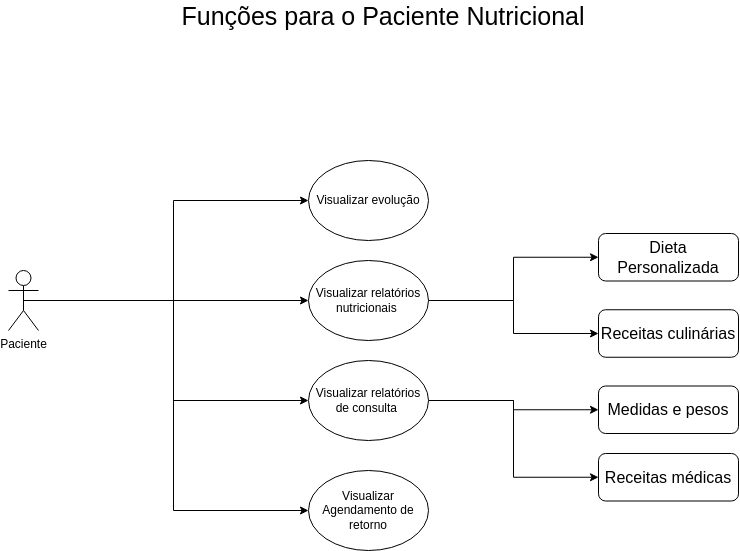 Funções para o Paciente Nutricional
Visualizar evolução
Dieta
Personalizada
Visualizar relatórios
nutricionais
Receitas culinárias
Paciente
Visualizar relatórios
de consulta
Medidas e pesos
Receitas médicas
Visualizar
Agendamento de
retorno